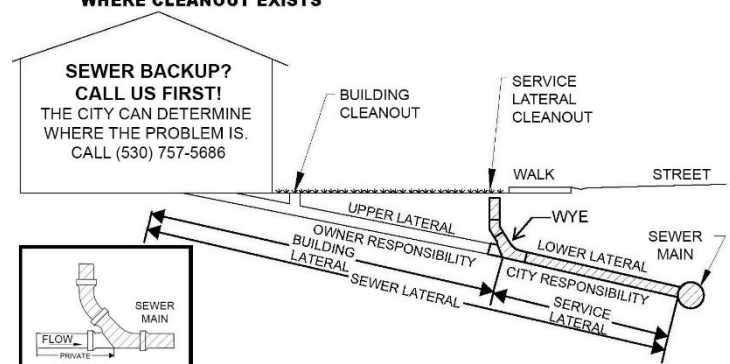 WHERE CLEANOUT EXISTS
SEWER BACKUP?
CALL US FIRST!
THE CITY CAN DETERMINE
WHERE THE PROBLEM IS.
CALL (530) 757-5686
BUILDING
CLEANOUT
SERVICE
LATERAL
CLEANOUT
WALK
STREET
UPPER LATERAL
WYE
LOWER LATERAL
SEWER
MAIN
OWNER RESPONSIBILITY
CITY RESPONSIBILITY
BUILDING
LATERAL
SERVICE
LATERAL
SEWER LATERAL
SEWER
MAIN
FLOW
PRIVATE